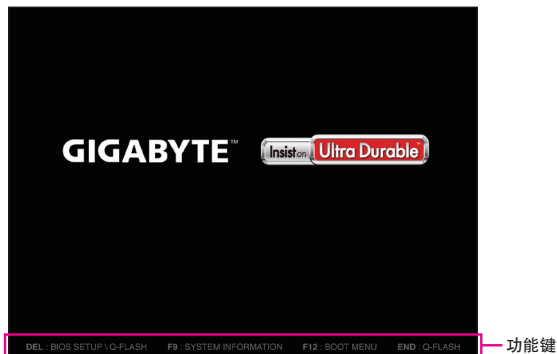 GIGABYTE™
Insist on Ultra Durable™
DEL : BIOS SETUP \ Q-FLASH F9 : SYSTEM INFORMATION F12 : BOOT MENU END : Q-FLASH
功能键